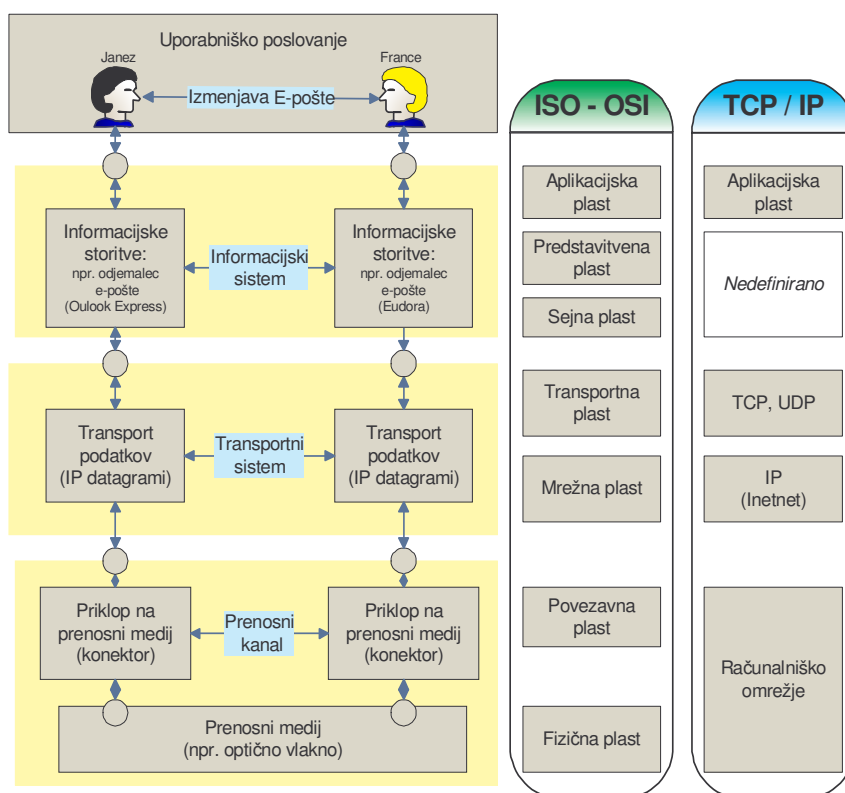 Uporabniško poslovanje
Janez
France
Izmenjava E-pošte
Informacijske
storitve:
npr. odjemalec
e-pošte
(Oulook Express)
Informacijski
sistem
Informacijske
storitve:
npr. odjemalec
e-pošte
(Eudora)
Transport
podatkov
(IP datagrami)
Transportni
sistem
Transport
podatkov
(IP datagrami)
Priklop na
prenosni medij
(konektor)
Prenosni
kanal
Priklop na
prenosni medij
(konektor)
Prenosni medij
(npr. optično vlakno)
ISO - OSI
Aplikacijska
plast
Predstavitvena
plast
Sejna plast
Transportna
plast
Mrežna plast
Povezavna
plast
Fizična plast
TCP / IP
Aplikacijska
plast
Nedefinirano
TCP, UDP
IP
(Inetnet)
Računalniško
omrežje